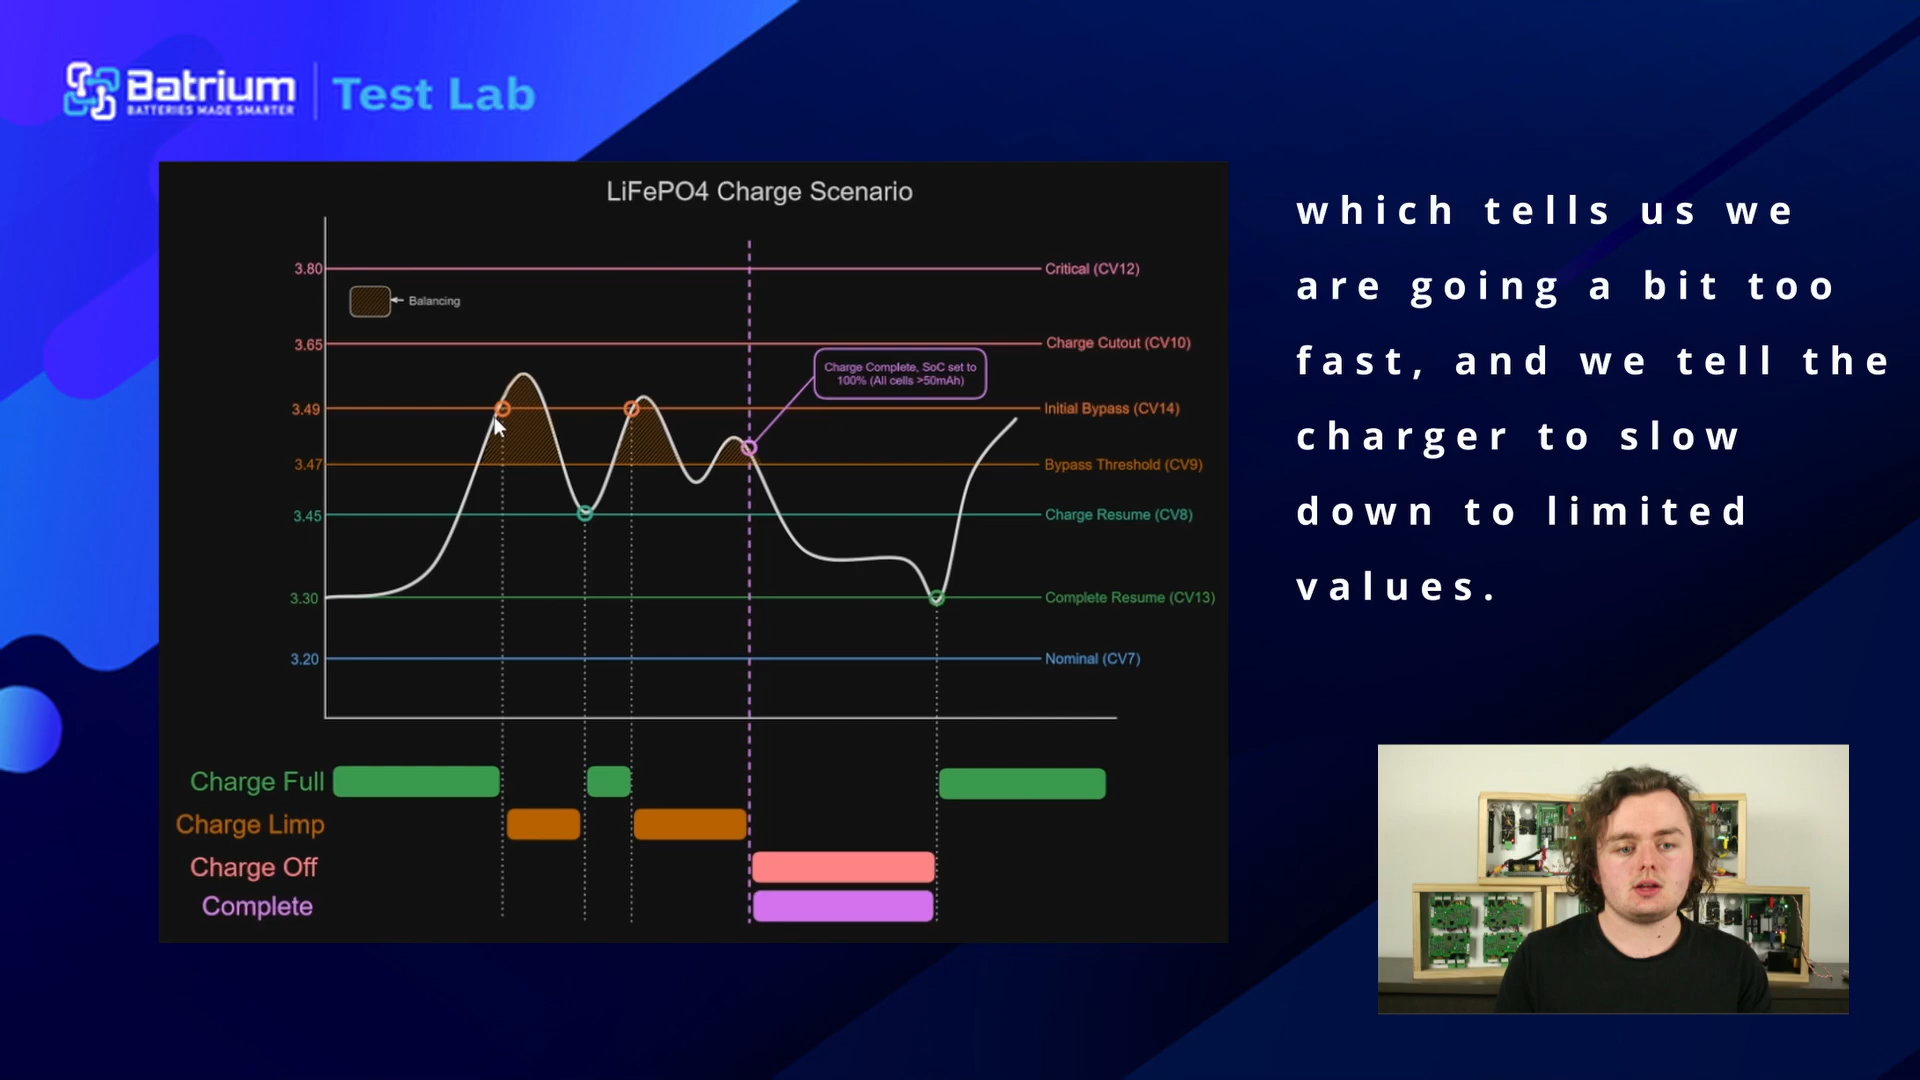 Batrium
BATTERIES MADE SMARTER
Test Lab
LiFePO4 Charge Scenario
3.80
Critical (CV12)
Balancing
3.65
Charge Cutout (CV10)
Charge Complete, SoC set to
100% (All cells >50mAh)
3.49
Initial Bypass (CV14)
3.47
Bypass Threshold (CV9)
3.45
Charge Resume (CV8)
3.30
Complete Resume (CV13)
3.20
Nominal (CV7)
Charge Full
Charge Limp
Charge Off
Complete
which tells us we
are going a bit too
fast, and we tell the
charger to slow
down to limited
values.